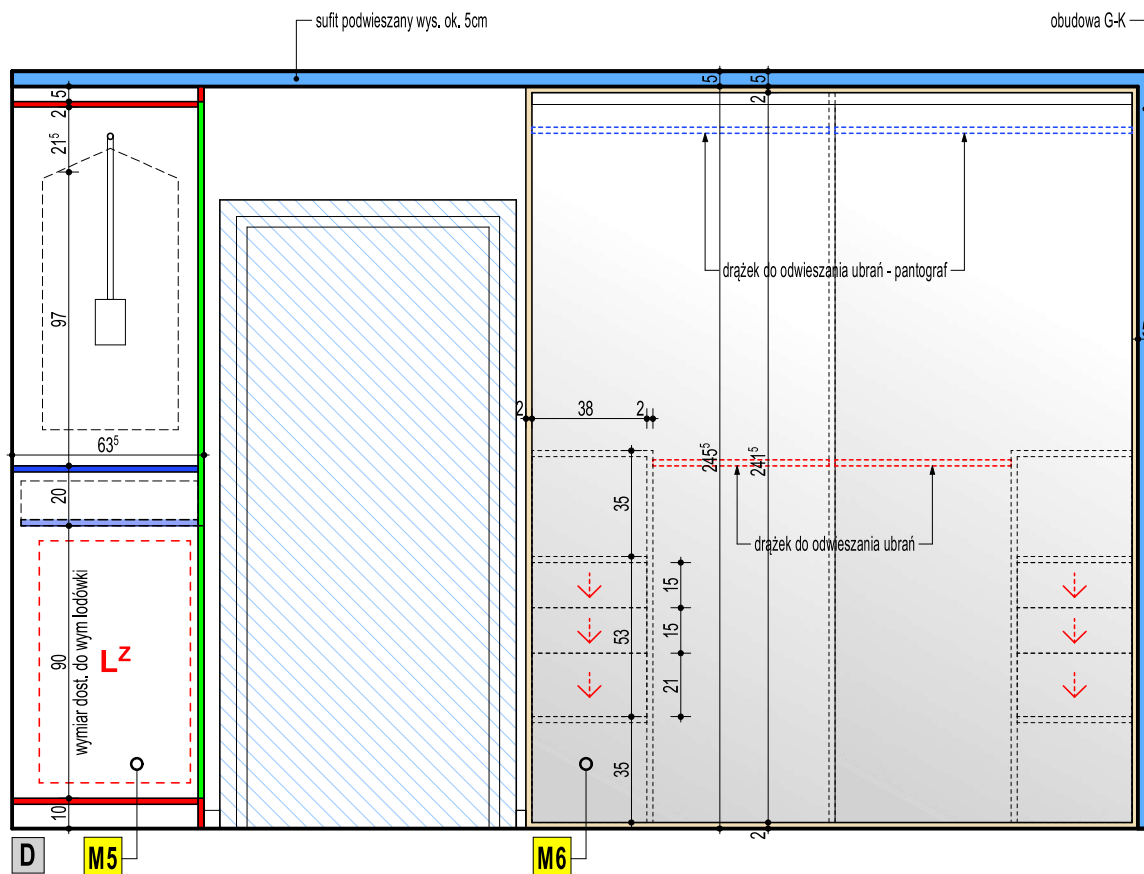 sufit podwieszany wys. ok. 5cm
obudowa G-K
5
2
21⁵
97
63⁵
20
90
wymiar dost. do wym lodówki
10
Lᶻ
5
5
2
drążek do odwieszania ubrań - pantograf
2
38
2
245⁵
241⁵
35
drążek do odwieszania ubrań
15
15
53
21
35
2
D
M5
M6